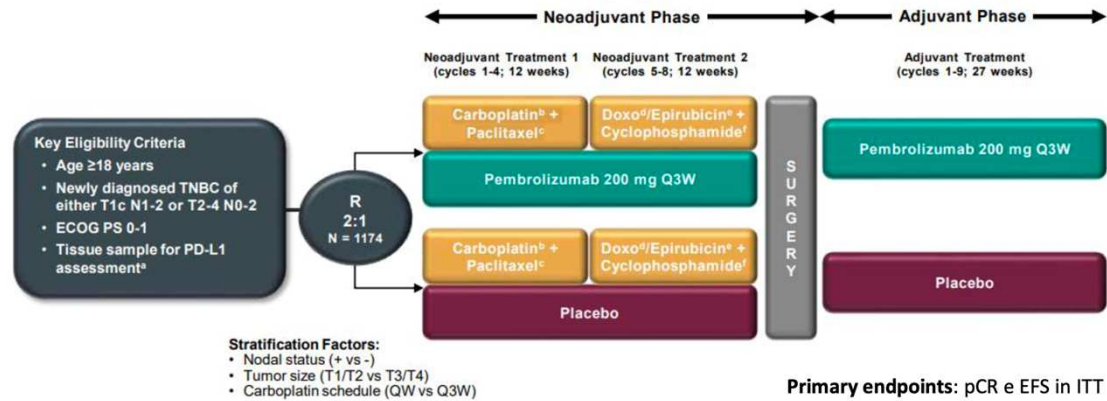 Neoadjuvant Phase
Adjuvant Phase
Neoadjuvant Treatment 1
(cycles 1-4; 12 weeks)
Neoadjuvant Treatment 2
(cycles 5-8; 12 weeks)
Adjuvant Treatment
(cycles 1-9; 27 weeks)
Key Eligibility Criteria
• Age ≥18 years
• Newly diagnosed TNBC of
either T1c N1-2 or T2-4 N0-2
• ECOG PS 0-1
• Tissue sample for PD-L1
assessmentᵃ
R
2:1
N = 1174
Carboplatinᵇ +
Paclitaxelᶜ
Doxoᵈ/Epirubicinᵉ +
Cyclophosphamideᶠ
Pembrolizumab 200 mg Q3W
Carboplatinᵇ +
Paclitaxelᶜ
Doxoᵈ/Epirubicinᵉ +
Cyclophosphamideᶠ
Placebo
SURGERY
Pembrolizumab 200 mg Q3W
Placebo
Stratification Factors:
• Nodal status (+ vs -)
• Tumor size (T1/T2 vs T3/T4)
• Carboplatin schedule (QW vs Q3W)
Primary endpoints: pCR e EFS in ITT